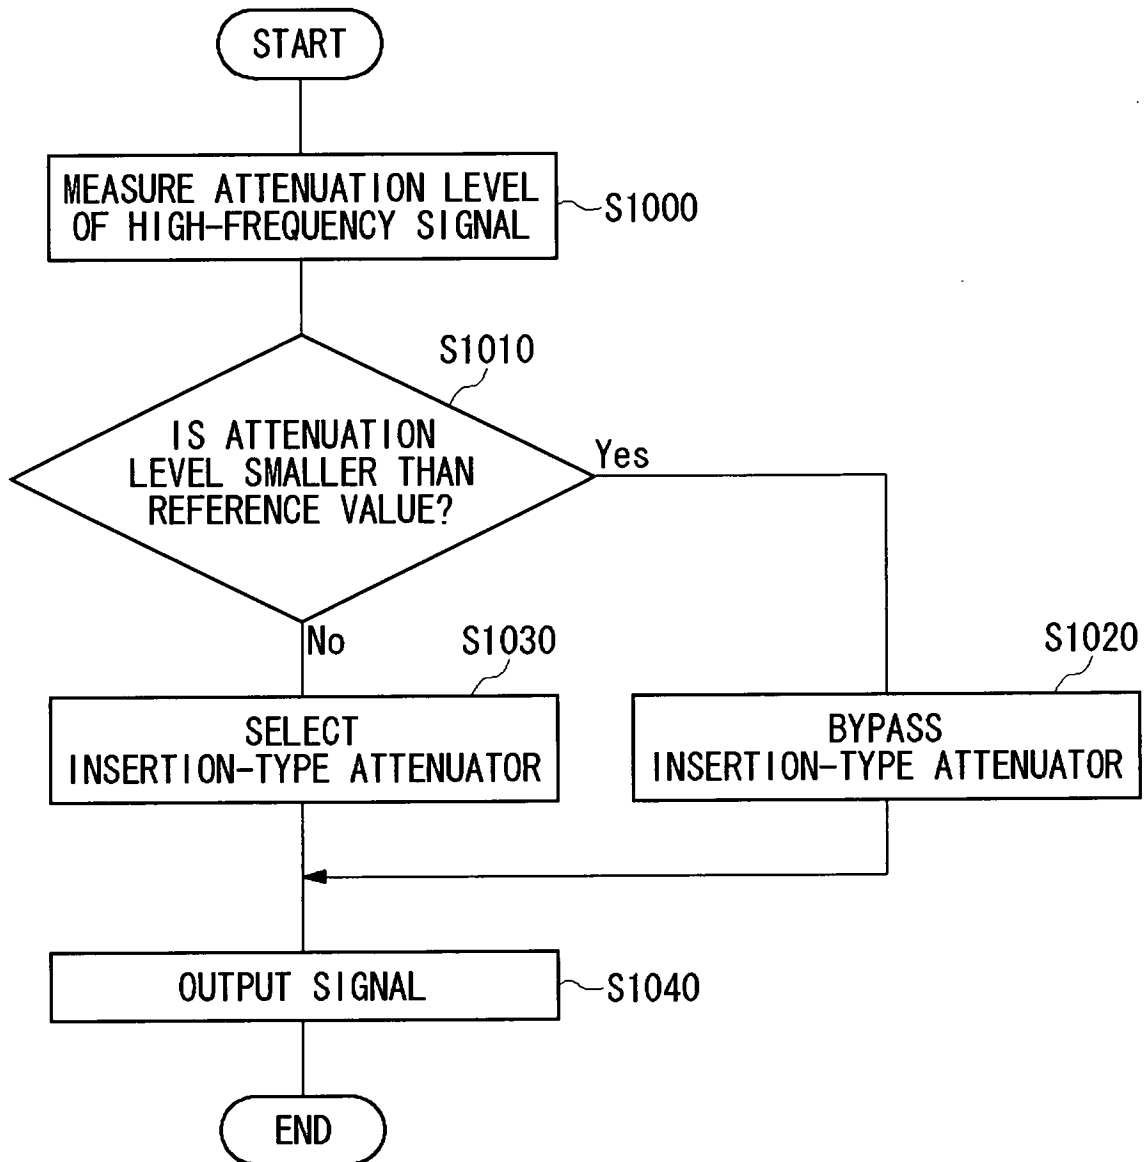 START
MEASURE ATTENUATION LEVEL
OF HIGH-FREQUENCY SIGNAL
S1000
S1010
IS ATTENUATION
LEVEL SMALLER THAN
REFERENCE VALUE?
Yes
No
S1030
S1020
SELECT
INSERTION-TYPE ATTENUATOR
BYPASS
INSERTION-TYPE ATTENUATOR
OUTPUT SIGNAL
S1040
END